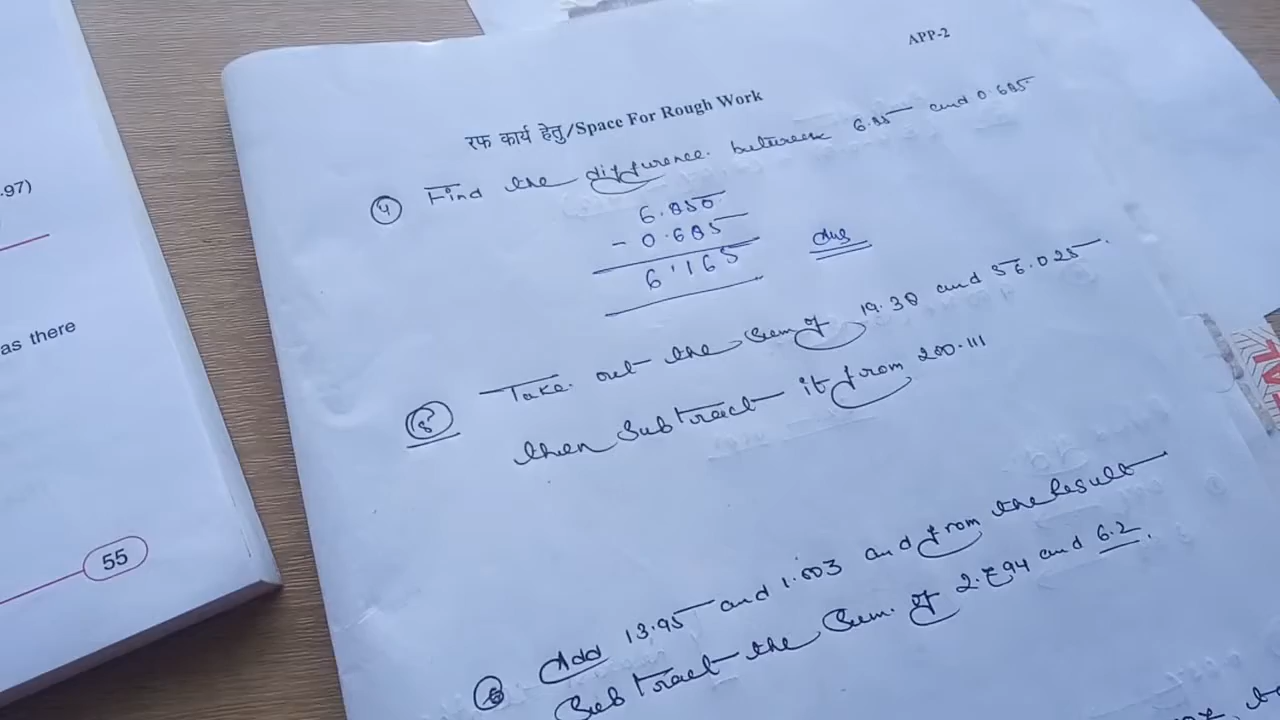 APP-2
रफ कार्य हेतु/Space For Rough Work
4 Find the difference between 6.85 and 0.685
6.850
- 0.685
6.165 Ans
5 Take out the sum of 19.38 and 56.025
then subtract it from 200.111
6 Add 13.95 and 1.003 and from the Result
Subtract the Sum of 2.794 and 6.2.
.97)
as there
55